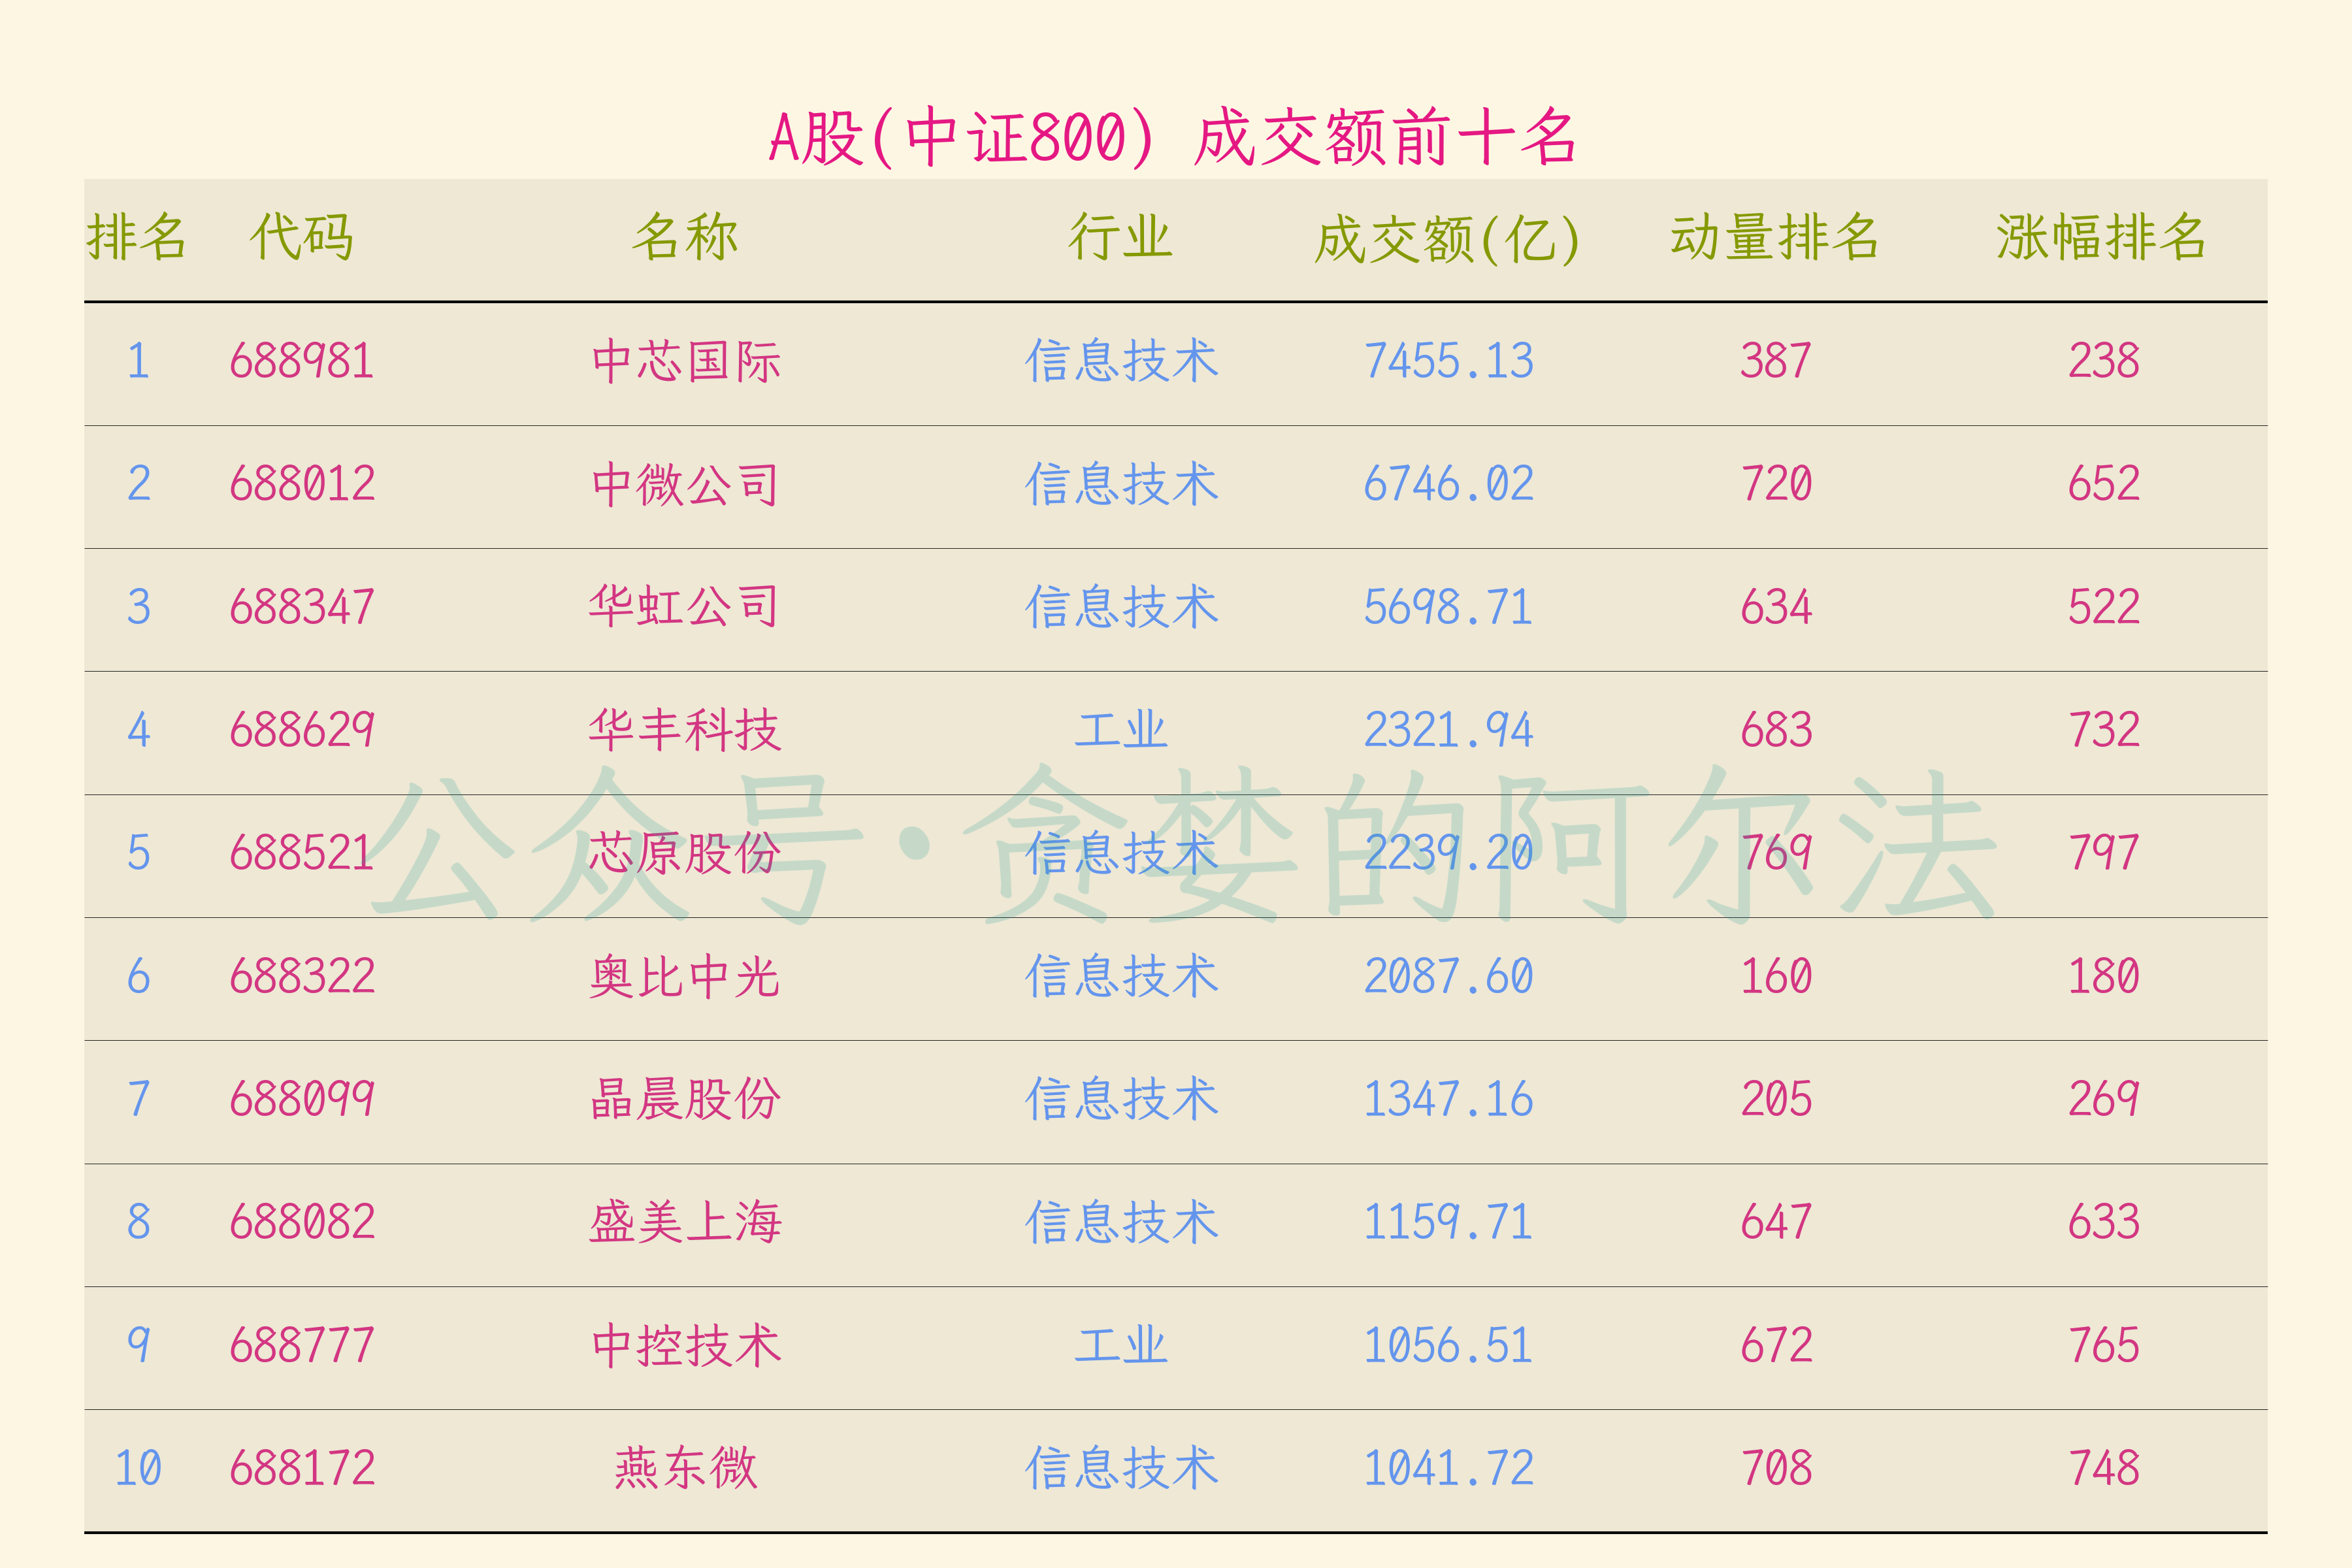 A股(中证800) 成交额前十名
排名 代码 名称 行业 成交额(亿) 动量排名 涨幅排名
1 688981 中芯国际 信息技术 7455.13 387 238
2 688012 中微公司 信息技术 6746.02 720 652
3 688347 华虹公司 信息技术 5698.71 634 522
4 688629 华丰科技 工业 2321.94 683 732
5 688521 芯原股份 信息技术 2239.20 769 797
公众号·贪婪的阿尔法
6 688322 奥比中光 信息技术 2087.60 160 180
7 688099 晶晨股份 信息技术 1347.16 205 269
8 688082 盛美上海 信息技术 1159.71 647 633
9 688777 中控技术 工业 1056.51 672 765
10 688172 燕东微 信息技术 1041.72 708 748